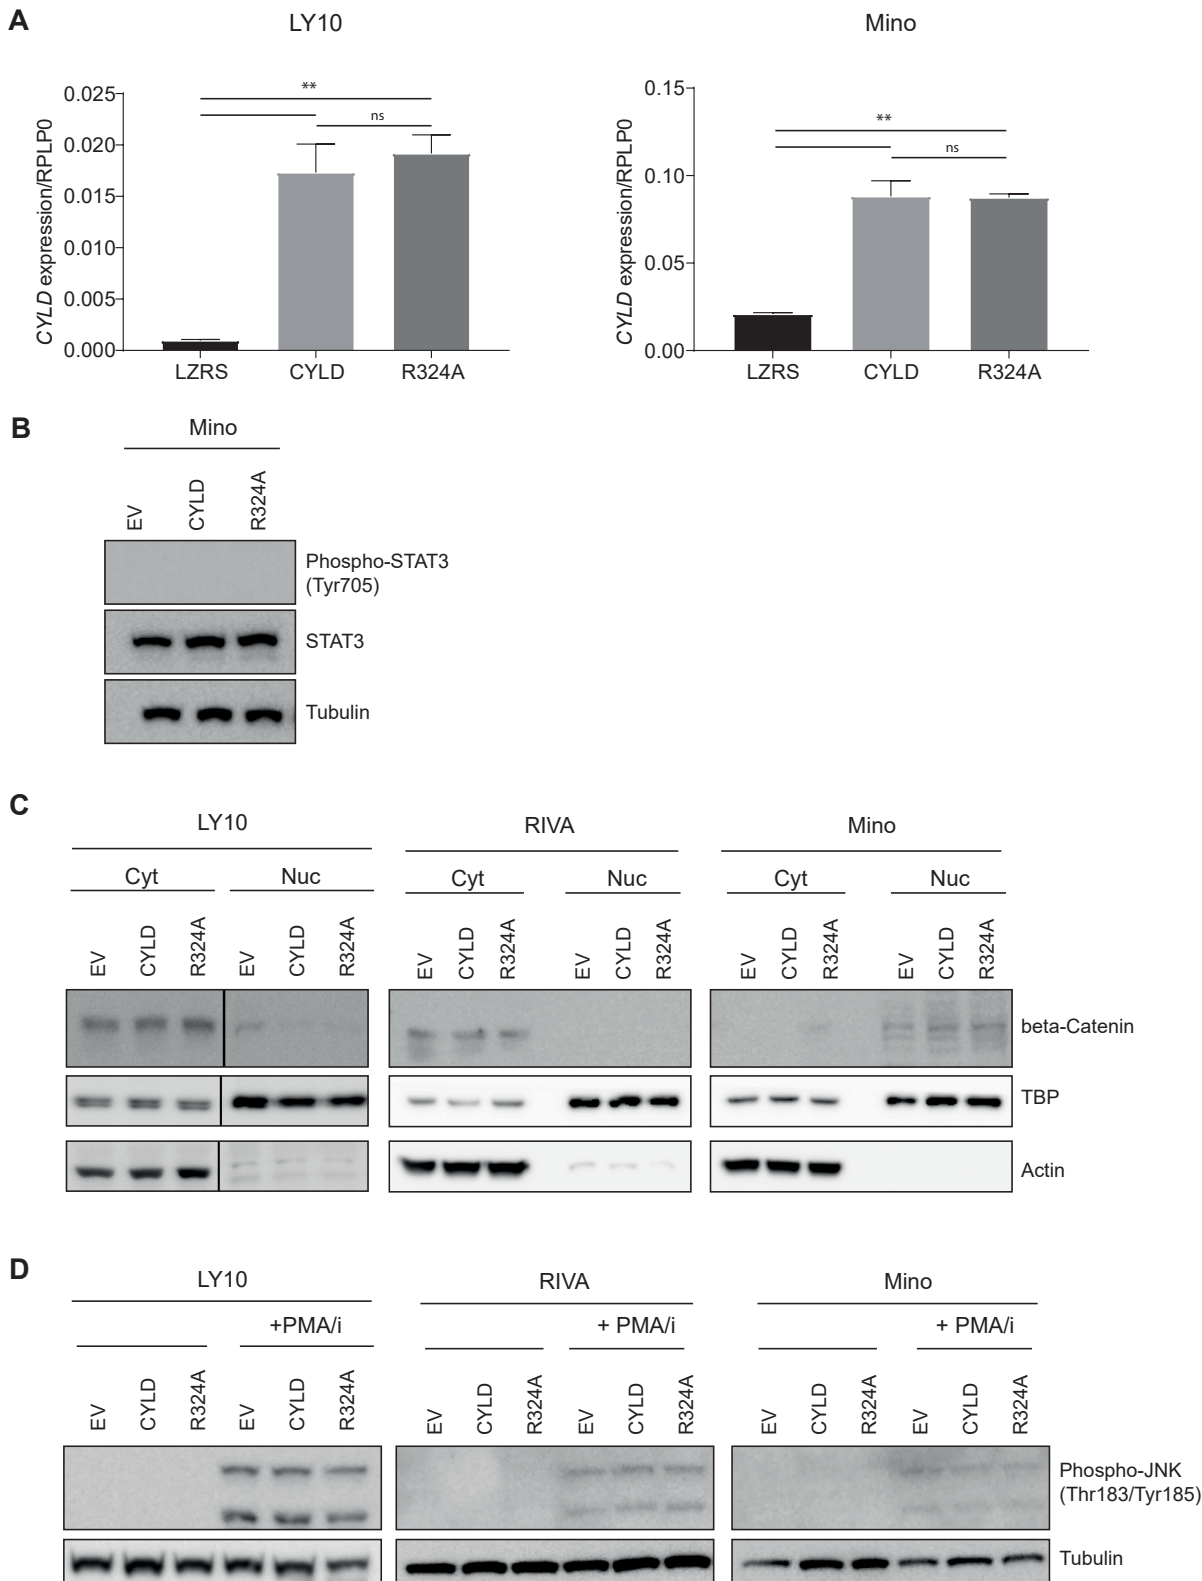 A
LY10
Mino
CYLD expression/RPLP0
0.025
0.020
0.015
0.010
0.005
0.000
**
ns
LZRS
CYLD
R324A
CYLD expression/RPLP0
0.15
0.10
0.05
0.00
**
ns
LZRS
CYLD
R324A
B
Mino
EV
CYLD
R324A
Phospho-STAT3
(Tyr705)
STAT3
Tubulin
C
LY10
RIVA
Mino
Cyt
Nuc
Cyt
Nuc
Cyt
Nuc
EV
CYLD
R324A
EV
CYLD
R324A
EV
CYLD
R324A
EV
CYLD
R324A
EV
CYLD
R324A
EV
CYLD
R324A
beta-Catenin
TBP
Actin
D
LY10
RIVA
Mino
+PMA/i
+ PMA/i
+ PMA/i
EV
CYLD
R324A
EV
CYLD
R324A
EV
CYLD
R324A
EV
CYLD
R324A
EV
CYLD
R324A
EV
CYLD
R324A
Phospho-JNK
(Thr183/Tyr185)
Tubulin